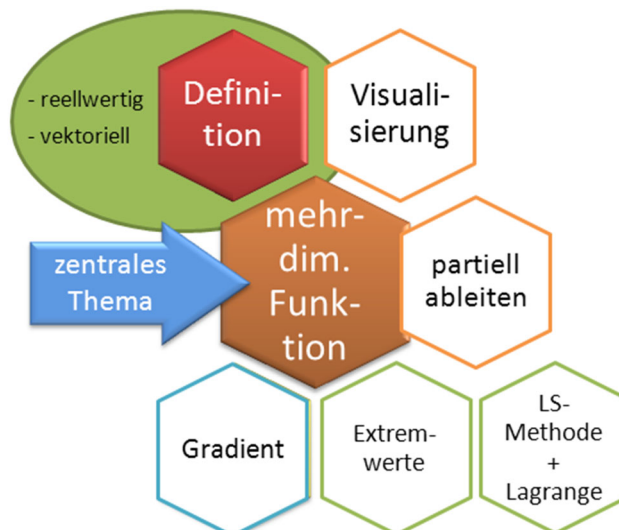 - reellwertig
- vektoriell
Defini-
tion
Visuali-
sierung
zentrales
Thema
mehr-
dim.
Funk-
tion
partiell
ableiten
Gradient
Extrem-
werte
LS-
Methode
+
Lagrange